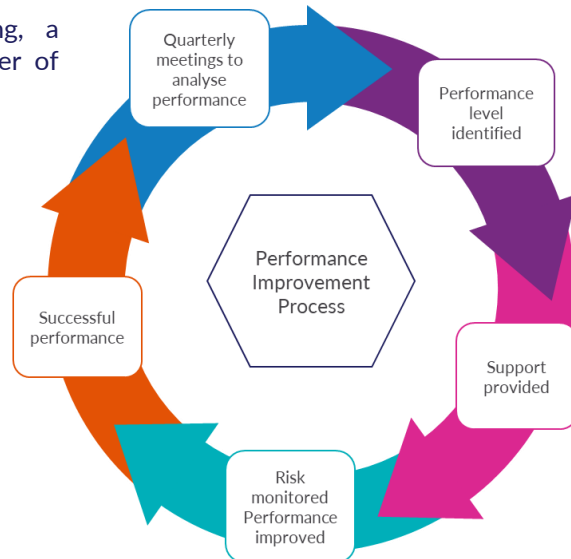 ng, a
er of
Quarterly
meetings to
analyse
performance
Performance
level
identified
Performance
Improvement
Process
Successful
performance
Support
provided
Risk
monitored
Performance
improved